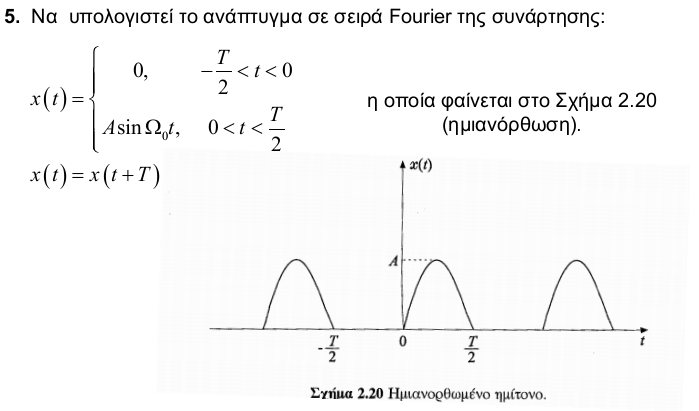 5. Να υπολογιστεί το ανάπτυγμα σε σειρά Fourier της συνάρτησης:
x(t) = { 0, -T/2 < t < 0
A sin Ω₀t, 0 < t < T/2
η οποία φαίνεται στο Σχήμα 2.20
(ημιανόρθωση).
x(t) = x(t+T)
x(t)
A
-T/2 0 T/2 t
Σχήμα 2.20 Ημιανορθωμένο ημίτονο.